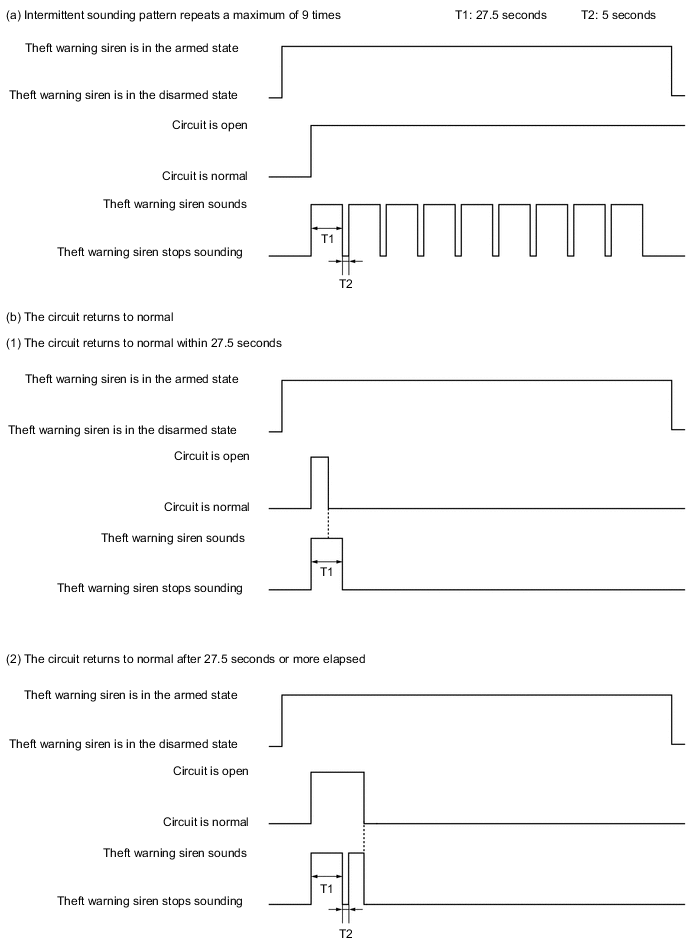 (a) Intermittent sounding pattern repeats a maximum of 9 times T1: 27.5 seconds T2: 5 seconds
Theft warning siren is in the armed state
Theft warning siren is in the disarmed state
Circuit is open
Circuit is normal
Theft warning siren sounds
T1
Theft warning siren stops sounding
T2
(b) The circuit returns to normal
(1) The circuit returns to normal within 27.5 seconds
Theft warning siren is in the armed state
Theft warning siren is in the disarmed state
Circuit is open
Circuit is normal
Theft warning siren sounds
T1
Theft warning siren stops sounding
(2) The circuit returns to normal after 27.5 seconds or more elapsed
Theft warning siren is in the armed state
Theft warning siren is in the disarmed state
Circuit is open
Circuit is normal
Theft warning siren sounds
T1
Theft warning siren stops sounding
T2